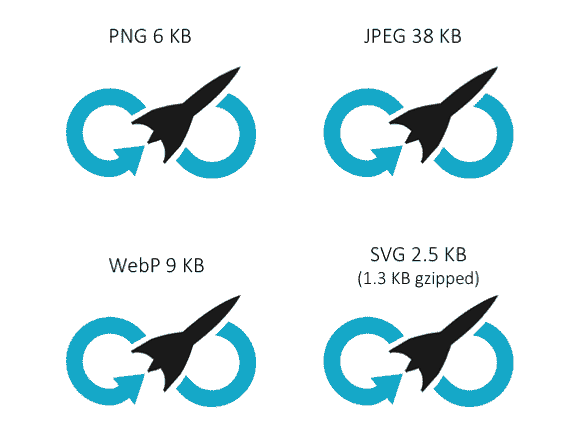 PNG 6 KB
JPEG 38 KB
WebP 9 KB
SVG 2.5 KB
(1.3 KB gzipped)